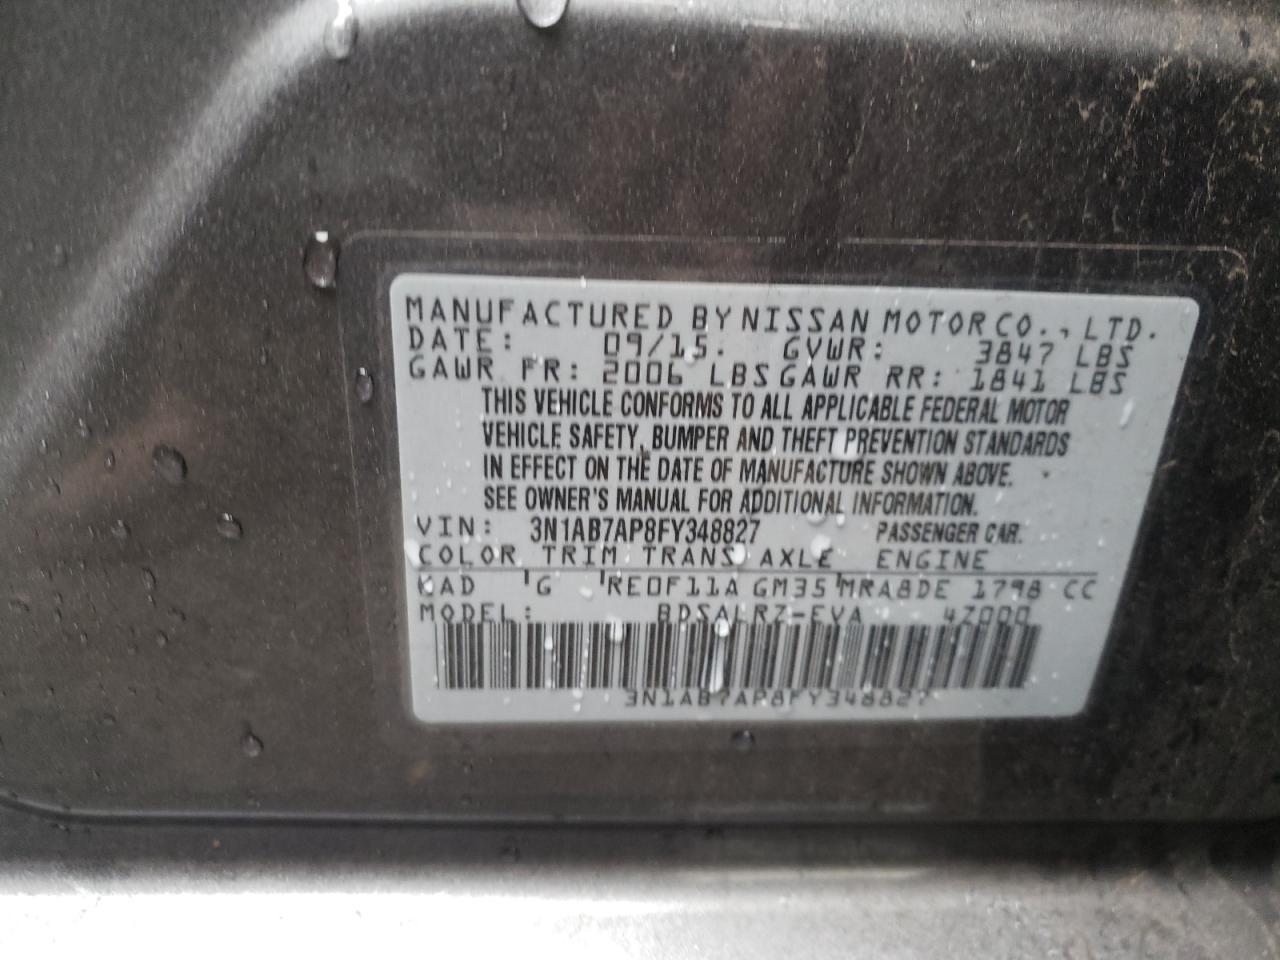 MANUFACTURED BY NISSAN MOTOR CO., LTD.
DATE: 09/15. GVWR: 3847 LBS
GAWR FR: 2006 LBS GAWR RR: 1841 LBS
THIS VEHICLE CONFORMS TO ALL APPLICABLE FEDERAL MOTOR
VEHICLE SAFETY, BUMPER AND THEFT PREVENTION STANDARDS
IN EFFECT ON THE DATE OF MANUFACTURE SHOWN ABOVE.
SEE OWNER'S MANUAL FOR ADDITIONAL INFORMATION.
VIN: 3N1AB7AP8FY348827 PASSENGER CAR.
COLOR TRIM TRANS AXLE ENGINE
KAD 'G 'RE0F11A GM35 'MRA8DE 1798 CC
MODEL: BDSALRZ-EVA 4Z000
3N1AB7AP8FY348827